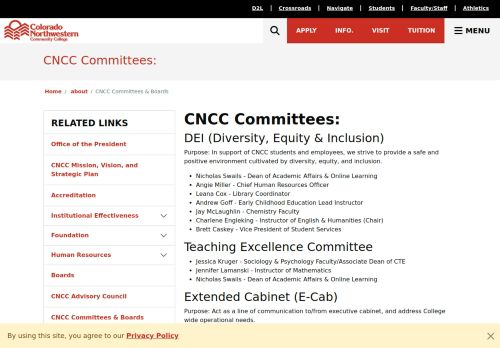 D2L | Crossroads | Navigate | Students | Faculty/Staff | Athletics
Colorado
Northwestern
Community College
APPLY INFO. VISIT TUITION MENU
CNCC Committees:
Home / about / CNCC Committees & Boards
RELATED LINKS
Office of the President
CNCC Mission, Vision, and
Strategic Plan
Accreditation
Institutional Effectiveness
Foundation
Human Resources
Boards
CNCC Advisory Council
CNCC Committees & Boards
CNCC Committees:
DEI (Diversity, Equity & Inclusion)
Purpose: In support of CNCC students and employees, we strive to provide a safe and
positive environment cultivated by diversity, equity, and inclusion.
Nicholas Swails - Dean of Academic Affairs & Online Learning
Angie Miller - Chief Human Resources Officer
Leana Cox - Library Coordinator
Andrew Goff - Early Childhood Education Lead Instructor
Jay McLaughlin - Chemistry Faculty
Charlene Engleking - Instructor of English & Humanities (Chair)
Brett Caskey - Vice President of Student Services
Teaching Excellence Committee
Jessica Kruger - Sociology & Psychology Faculty/Associate Dean of CTE
Jennifer Lamanski - Instructor of Mathematics
Nicholas Swails - Dean of Academic Affairs & Online Learning
Extended Cabinet (E-Cab)
Purpose: Act as a line of communication to/from executive cabinet, and address College
wide operational needs.
By using this site, you agree to our Privacy Policy